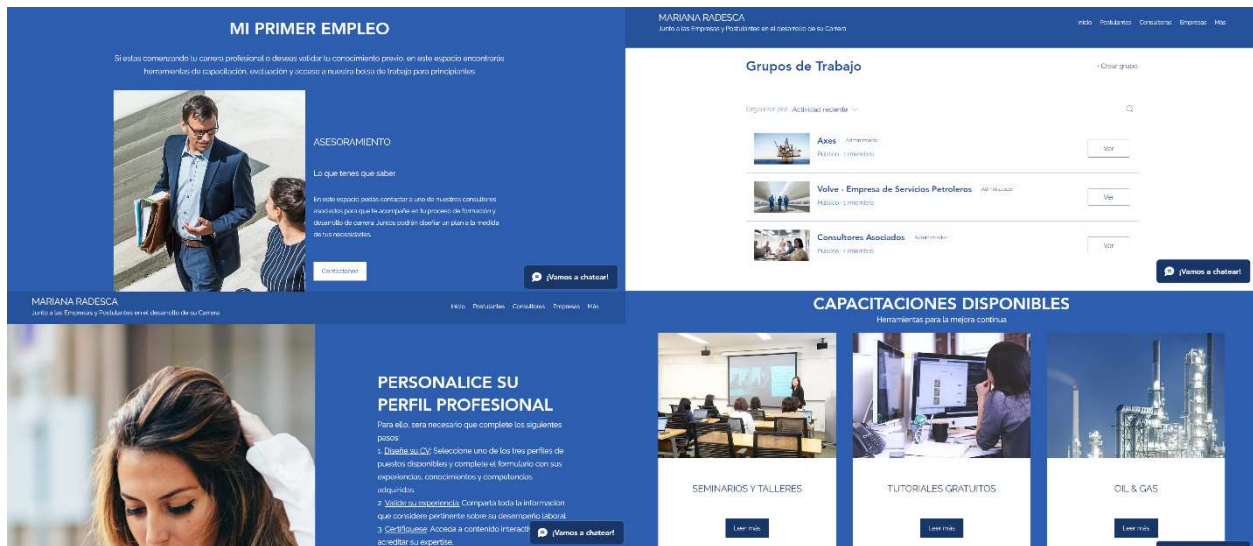 MI PRIMER EMPLEO
Si estas comenzando tu carrera profesional o deseas validar tu conocimiento previo, en este espacio encontrarás
herramientas de capacitación, evaluación y acceso a nuestra bolsa de trabajo para principiantes
ASESORAMIENTO
Lo que tenes que saber
En este espacio podás contactar a uno de nuestros consultores
asociados para que te acompañe en tu proceso de formación y
desarrollo de carrera. Juntos podrán diseñar un plan a la medida
de tus necesidades.
Contactanos
¡Vamos a chatear!
MARIANA RADESCA
Junto a las Empresas y Postulantes en el desarrollo de su Carrera
Inicio Postulantes Consultores Empresas Más
Grupos de Trabajo
+ Crear grupo
Organizar por: Actividad reciente
Axes Administrador
Público · 1 miembro
Ver
Volve - Empresa de Servicios Petroleros Administrador
Público · 1 miembro
Ver
Consultores Asociados Administrador
Público · 1 miembro
Ver
¡Vamos a chatear!
MARIANA RADESCA
Junto a las Empresas y Postulantes en el desarrollo de su Carrera
Inicio Postulantes Consultores Empresas Más
PERSONALICE SU
PERFIL PROFESIONAL
Para ello, sera necesario que complete los siguientes
pasos:
1. Diseñe su CV: Seleccione uno de los tres perfiles de
puestos disponibles y complete el formulario con sus
experiencias, conocimientos y competencias
adquiridas
2. Valide su experiencia: Comparta toda la informacion
que considere pertinente sobre su desempeño laboral
3. Certifíquese: Acceda a contenido
acreditar su expertise.
¡Vamos a chatear!
CAPACITACIONES DISPONIBLES
Herramientas para la mejora continua
SEMINARIOS Y TALLERES
Leer más
TUTORIALES GRATUITOS
Leer más
OIL & GAS
Leer más